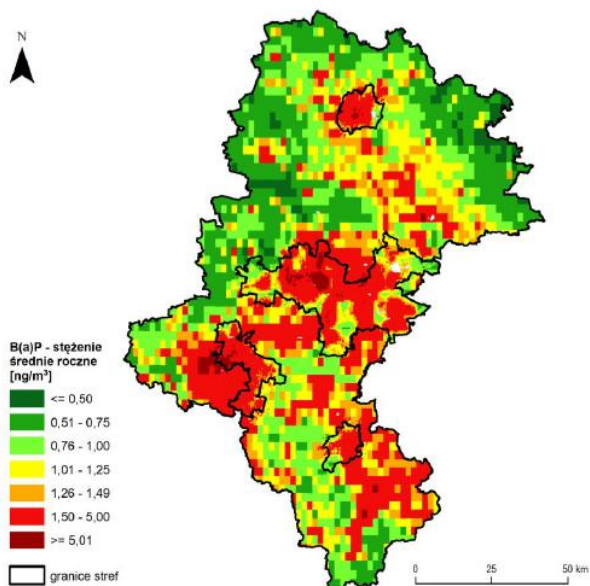 N
B(a)P - stężenie
średnie roczne
[ng/m³]
<= 0,50
0,51 - 0,75
0,76 - 1,00
1,01 - 1,25
1,26 - 1,49
1,50 - 5,00
>= 5,01
granice stref
0 25 50 km